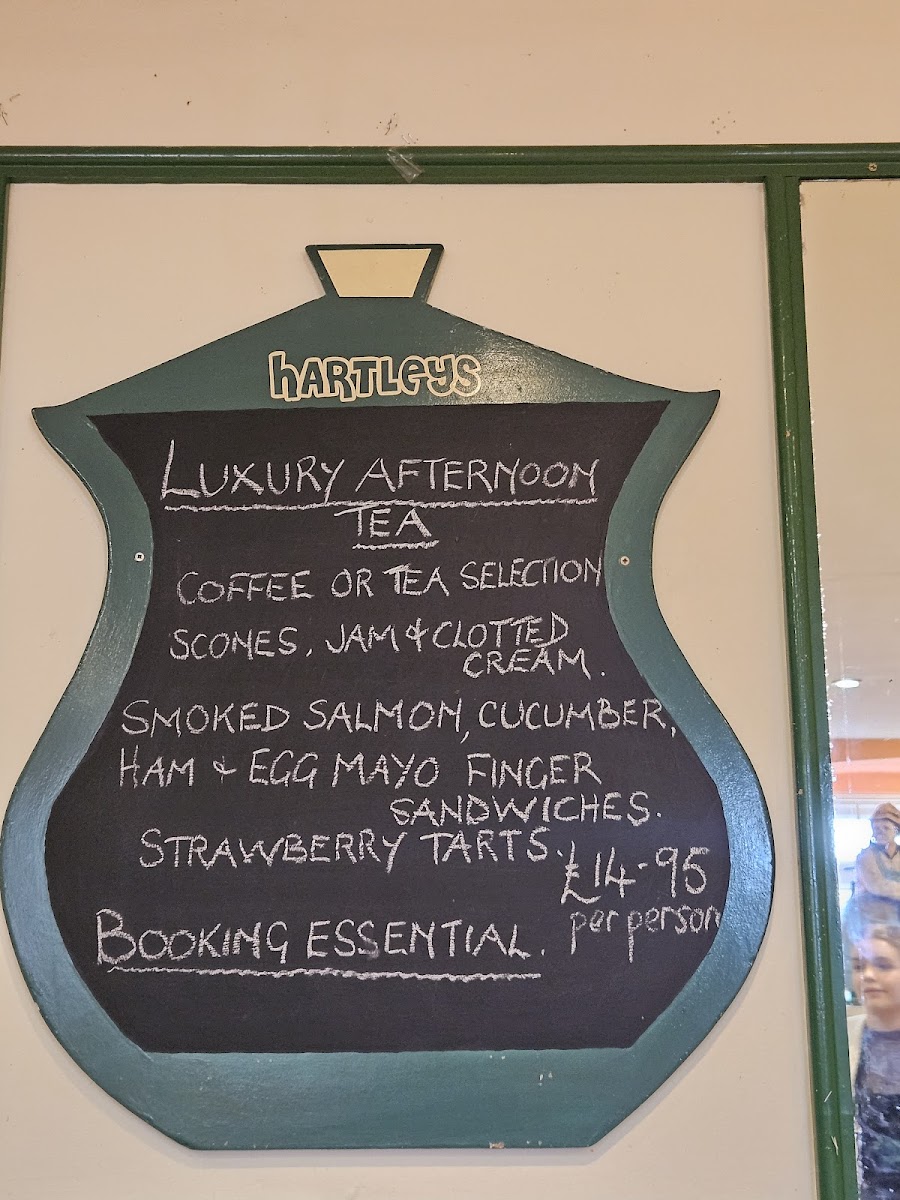 hARTLeys
LUXURY AFTERNOON
TEA
COFFEE OR TEA SELECTION
SCONES, JAM & CLOTTED
CREAM.
SMOKED SALMON, CUCUMBER,
HAM & EGG MAYO FINGER
SANDWICHES.
STRAWBERRY TARTS.
£14-95
per person
BOOKING ESSENTIAL.